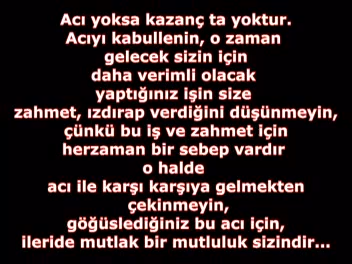 Acı yoksa kazanç ta yoktur.
Acıyı kabullenin, o zaman
gelecek sizin için
daha verimli olacak
yaptığınız işin size
zahmet, ızdırap verdiğini düşünmeyin,
çünkü bu iş ve zahmet için
herzaman bir sebep vardır
o halde
acı ile karşı karşıya gelmekten
çekinmeyin,
göğüslediğiniz bu acı için,
ileride mutlak bir mutluluk sizindir...